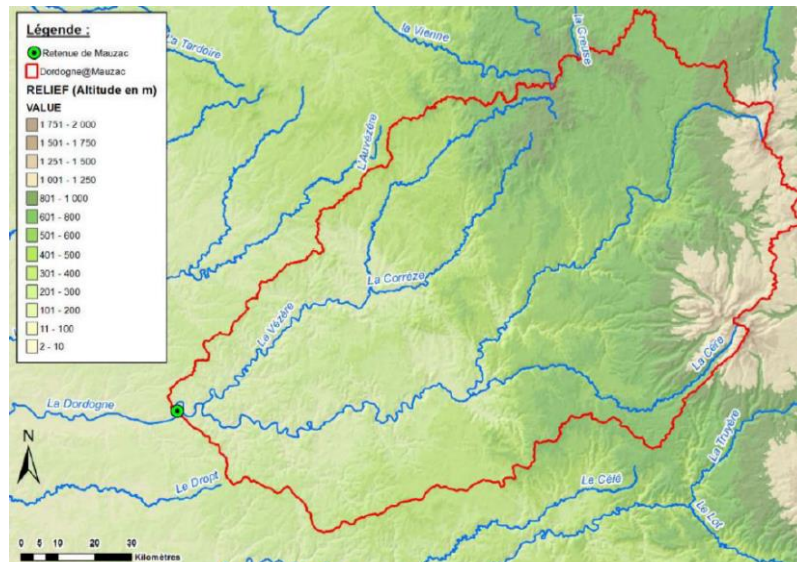 Légende :
Retenue de Mauzac
Dordogne@Mauzac
RELIEF (Altitude en m)
VALUE
1 751 - 2 000
1 501 - 1 750
1 251 - 1 500
1 001 - 1 250
801 - 1 000
601 - 800
501 - 600
401 - 500
301 - 400
201 - 300
101 - 200
11 - 100
2 - 10
La Tardoire
la Vienne
la Creuse
L'Auvézère
La Corrèze
La Vézère
La Cère
La Dordogne
La Truyère
Le Dropt
Le Célé
Le Lot
N
0 5 10 20 30
Kilomètres